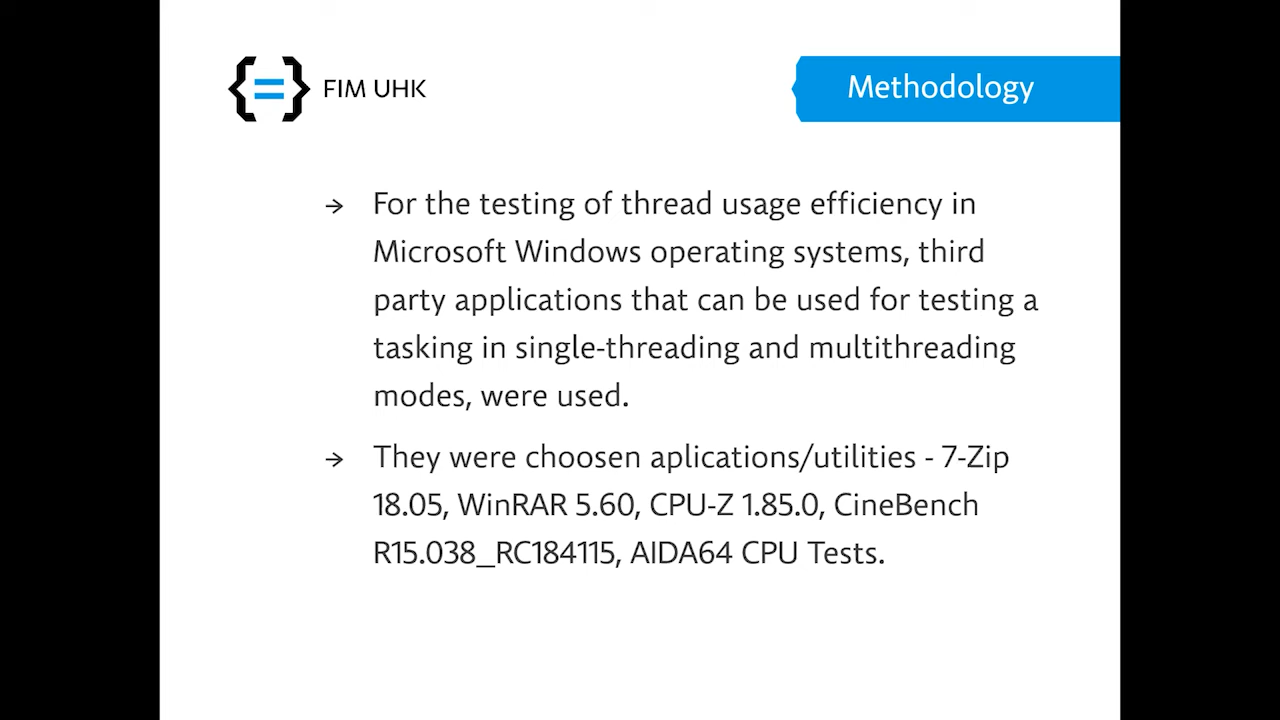 {=} FIM UHK
Methodology
→ For the testing of thread usage efficiency in
Microsoft Windows operating systems, third
party applications that can be used for testing a
tasking in single-threading and multithreading
modes, were used.
→ They were choosen aplications/utilities - 7-Zip
18.05, WinRAR 5.60, CPU-Z 1.85.0, CineBench
R15.038_RC184115, AIDA64 CPU Tests.